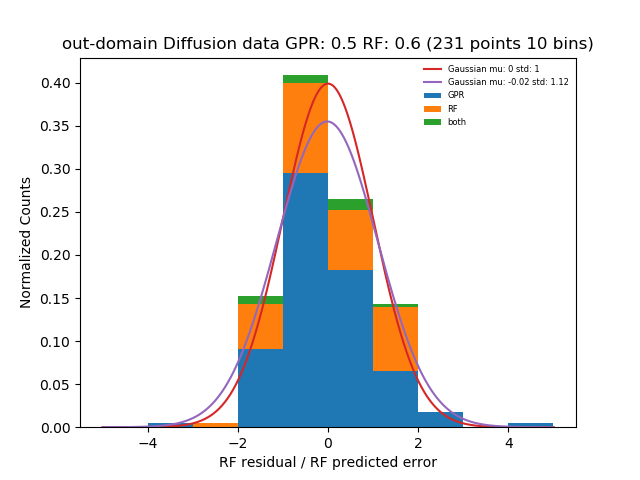 out-domain Diffusion data GPR: 0.5 RF: 0.6 (231 points 10 bins)
Gaussian mu: 0 std: 1
Gaussian mu: -0.02 std: 1.12
GPR
RF
both
Normalized Counts
0.40
0.35
0.30
0.25
0.20
0.15
0.10
0.05
0.00
−4 −2 0 2 4
RF residual / RF predicted error